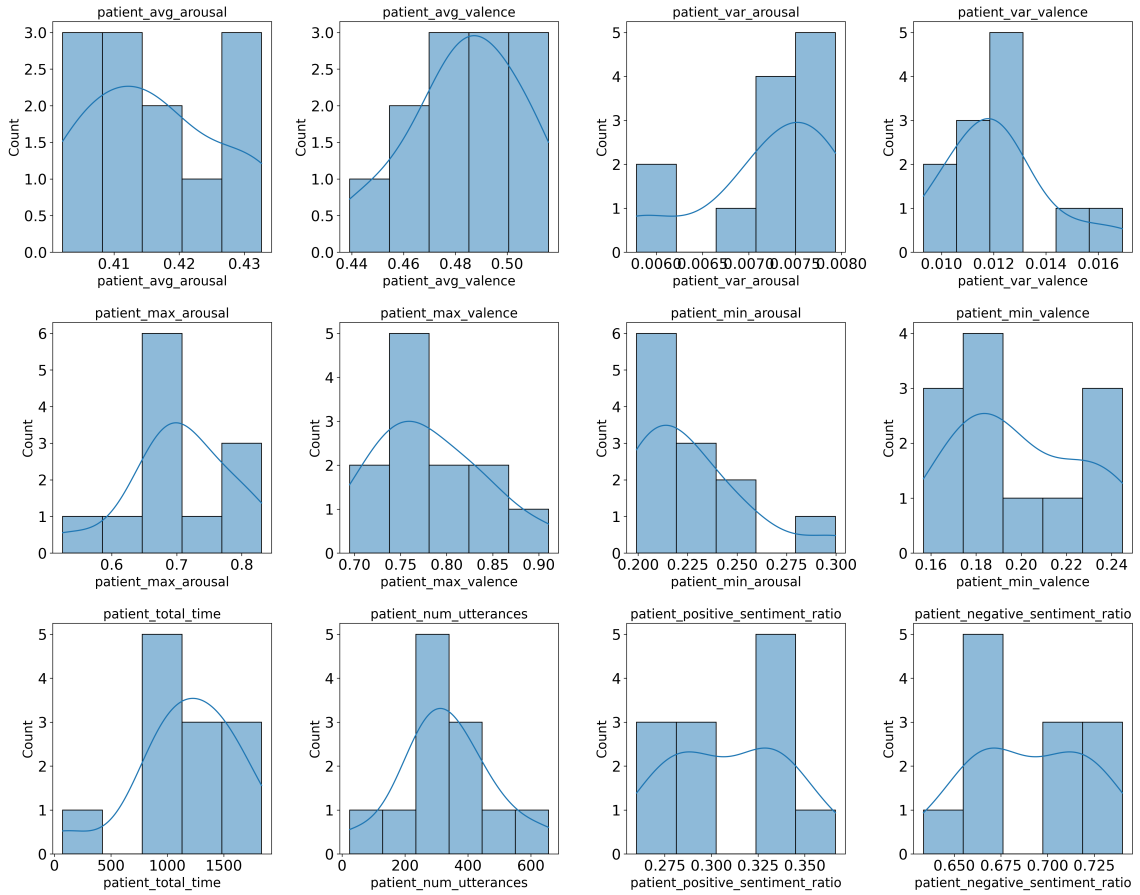 patient_avg_arousal patient_avg_valence patient_var_arousal patient_var_valence
3.0 3.0 5 5
2.5 2.5 4 4
2.0 2.0 3 3
1.5 1.5 2 2
1.0 1.0 1 1
0.5 0.5
0.0 0.0 0 0
Count Count Count Count
0.41 0.42 0.43 0.44 0.46 0.48 0.50 0.0060 0.0065 0.0070 0.0075 0.0080 0.010 0.012 0.014 0.016
patient_avg_arousal patient_avg_valence patient_var_arousal patient_var_valence
patient_max_arousal patient_max_valence patient_min_arousal patient_min_valence
6 5 6 4
5 4 5 3
4 3 4 2
3 2 3 1
2 1 2
1 1
0 0 0 0
Count Count Count Count
0.6 0.7 0.8 0.70 0.75 0.80 0.85 0.90 0.200 0.225 0.250 0.275 0.300 0.16 0.18 0.20 0.22 0.24
patient_max_arousal patient_max_valence patient_min_arousal patient_min_valence
patient_total_time patient_num_utterances patient_positive_sentiment_ratio patient_negative_sentiment_ratio
5 5 5 5
4 4 4 4
3 3 3 3
2 2 2 2
1 1 1 1
0 0 0 0
Count Count Count Count
0 500 1000 1500 0 200 400 600 0.275 0.300 0.325 0.350 0.650 0.675 0.700 0.725
patient_total_time patient_num_utterances patient_positive_sentiment_ratio patient_negative_sentiment_ratio